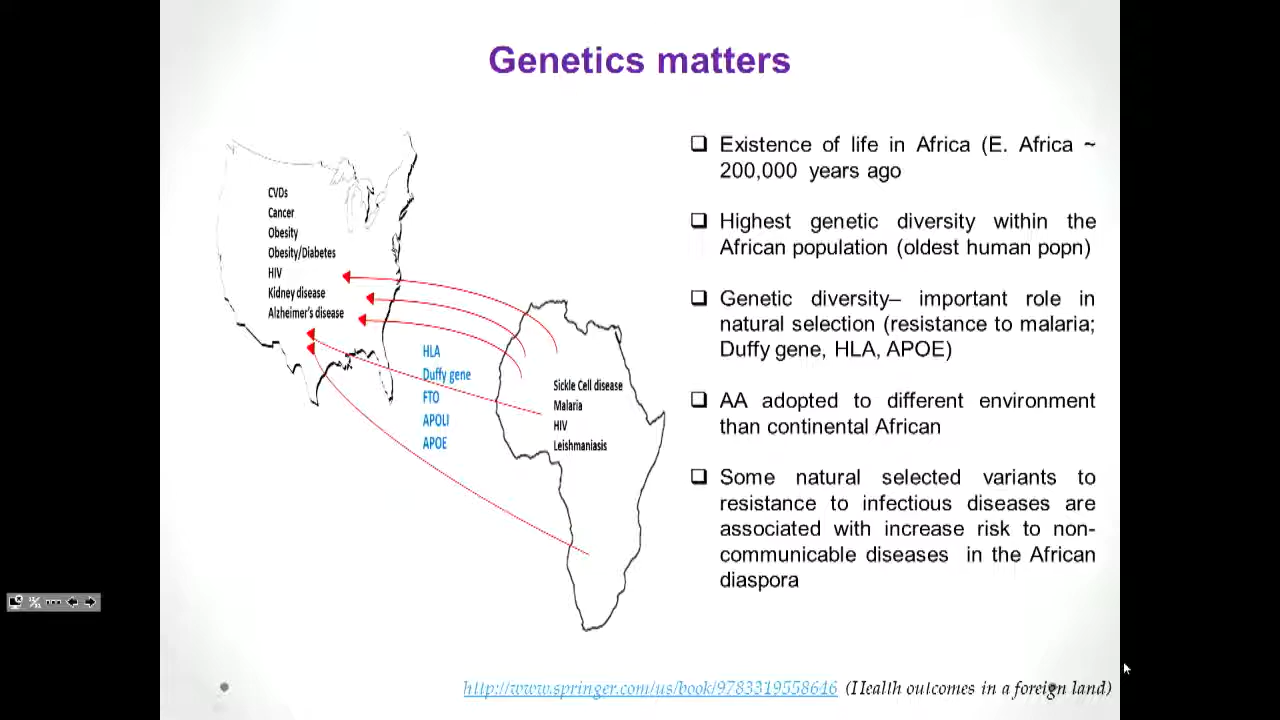 Genetics matters
CVDs
Cancer
Obesity
Obesity/Diabetes
HIV
Kidney disease
Alzheimer's disease
HLA
Duffy gene
FTO
APOLI
APOE
Sickle Cell disease
Malaria
HIV
Leishmaniasis
Existence of life in Africa (E. Africa ~
200,000 years ago
Highest genetic diversity within the
African population (oldest human popn)
Genetic diversity– important role in
natural selection (resistance to malaria;
Duffy gene, HLA, APOE)
AA adopted to different environment
than continental African
Some natural selected variants to
resistance to infectious diseases are
associated with increase risk to non-
communicable diseases in the African
diaspora
http://www.springer.com/us/book/9783319558646 (Health outcomes in a foreign land)